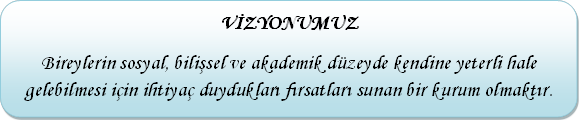 VİZYONUMUZ
Bireylerin sosyal, bilişsel ve akademik düzeyde kendine yeterli hale
gelebilmesi için ihtiyaç duydukları fırsatları sunan bir kurum olmaktır.